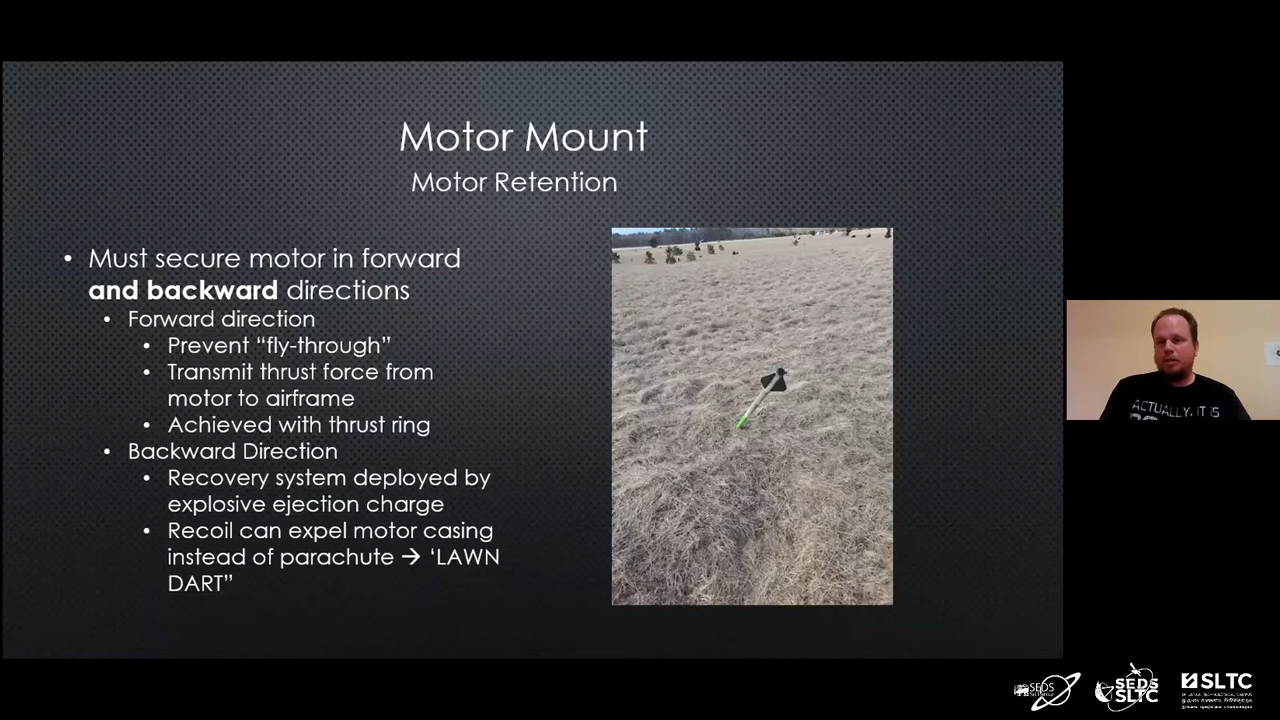 Motor Mount
Motor Retention
• Must secure motor in forward
and backward directions
• Forward direction
• Prevent “fly-through”
• Transmit thrust force from
motor to airframe
• Achieved with thrust ring
• Backward Direction
• Recovery system deployed by
explosive ejection charge
• Recoil can expel motor casing
instead of parachute → ‘LAWN
DART”
ACTUALLY, IT IS
SEDS
SEDS
SLTC
SLTC